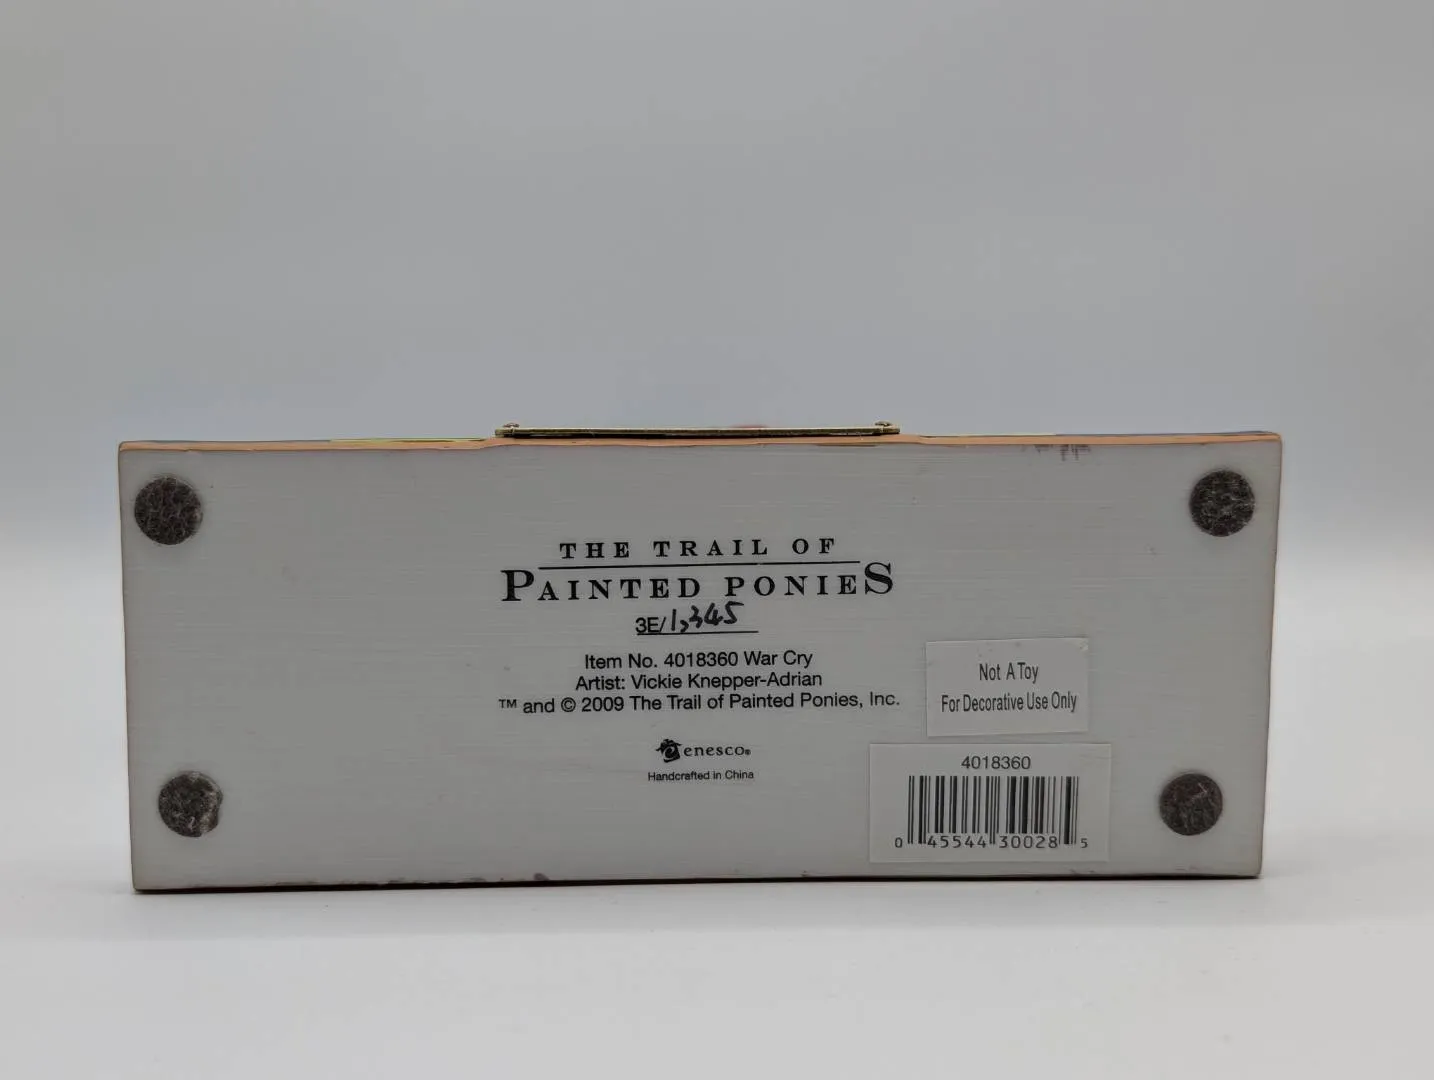 THE TRAIL OF
PAINTED PONIES
3E/1,345
Item No. 4018360 War Cry
Artist: Vickie Knepper-Adrian
™ and © 2009 The Trail of Painted Ponies, Inc.
enesco®
Handcrafted in China
Not A Toy
For Decorative Use Only
4018360
0 45544 30028 5